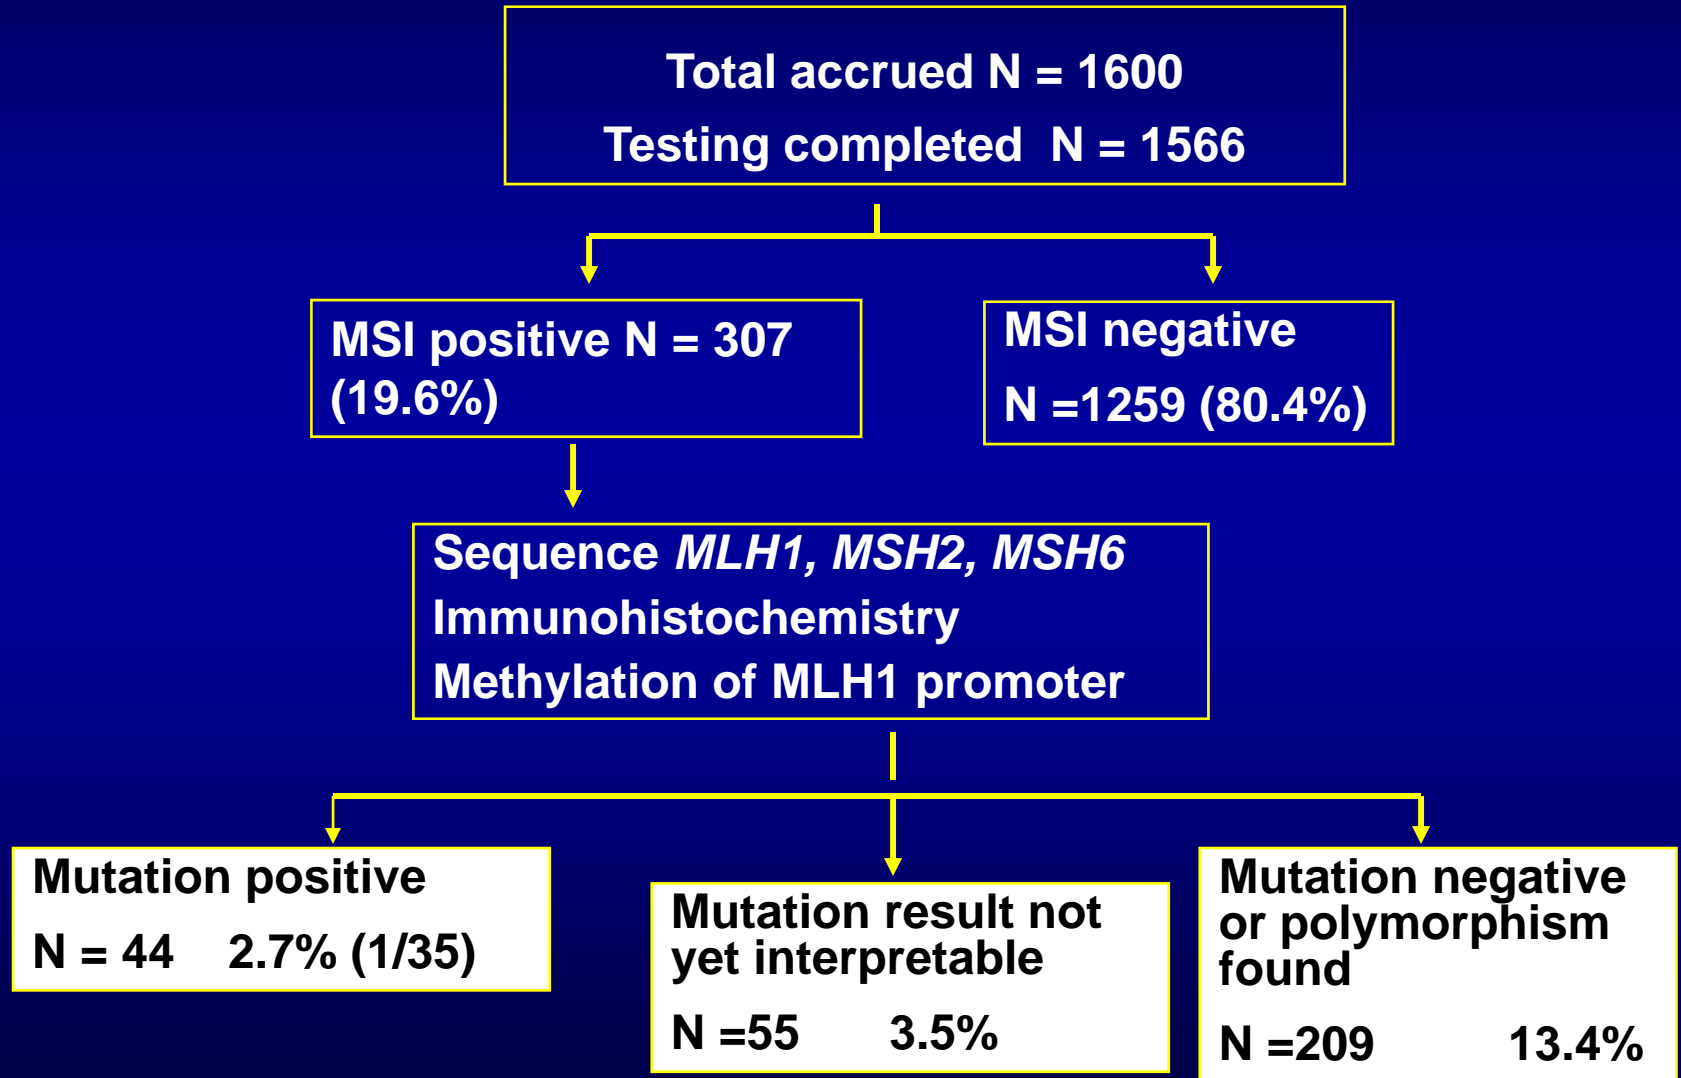 Total accrued N = 1600
Testing completed N = 1566
MSI positive N = 307
(19.6%)
MSI negative
N =1259 (80.4%)
Sequence MLH1, MSH2, MSH6
Immunohistochemistry
Methylation of MLH1 promoter
Mutation positive
N = 44 2.7% (1/35)
Mutation result not
yet interpretable
N =55 3.5%
Mutation negative
or polymorphism
found
N =209 13.4%